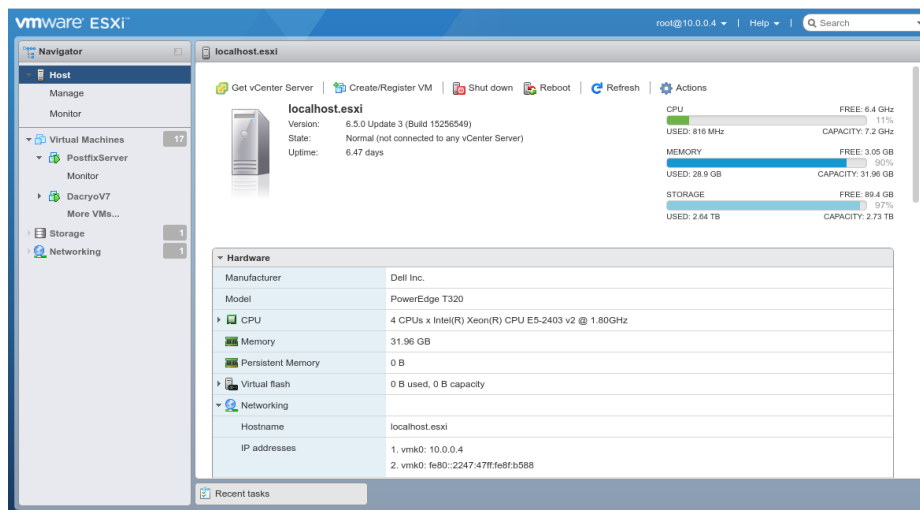 vmware ESXi™
root@10.0.0.4
Help
Search
Navigator
Host
Manage
Monitor
Virtual Machines 17
PostfixServer
Monitor
DacryoV7
More VMs...
Storage 1
Networking 1
localhost.esxi
Get vCenter Server
Create/Register VM
Shut down
Reboot
Refresh
Actions
localhost.esxi
Version: 6.5.0 Update 3 (Build 15256549)
State: Normal (not connected to any vCenter Server)
Uptime: 6.47 days
CPU FREE: 6.4 GHz
11%
USED: 816 MHz CAPACITY: 7.2 GHz
MEMORY FREE: 3.05 GB
90%
USED: 28.9 GB CAPACITY: 31.96 GB
STORAGE FREE: 89.4 GB
97%
USED: 2.64 TB CAPACITY: 2.73 TB
Hardware
Manufacturer Dell Inc.
Model PowerEdge T320
CPU 4 CPUs x Intel(R) Xeon(R) CPU E5-2403 v2 @ 1.80GHz
Memory 31.96 GB
Persistent Memory 0 B
Virtual flash 0 B used, 0 B capacity
Networking
Hostname localhost.esxi
IP addresses 1. vmk0: 10.0.0.4
2. vmk0: fe80::2247:47ff:fe8f:b588
Recent tasks